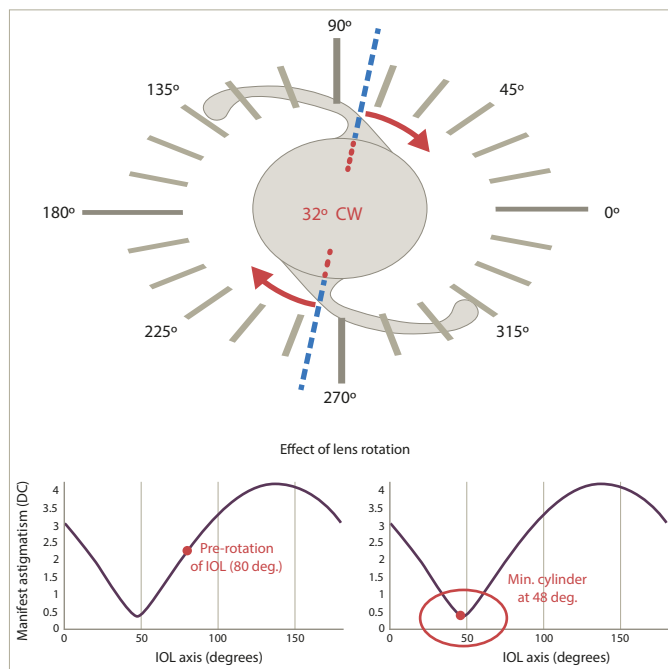 90º
135º
45º
32º CW
180º
0º
225º
315º
270º
Effect of lens rotation
Manifest astigmatism (DC)
4
3.5
3
2.5
2
1.5
1
0.5
0
Pre-rotation
of IOL (80 deg.)
0
50
100
150
IOL axis (degrees)
4
3.5
3
2.5
2
1.5
1
0.5
0
Min. cylinder
at 48 deg.
0
50
100
150
IOL axis (degrees)